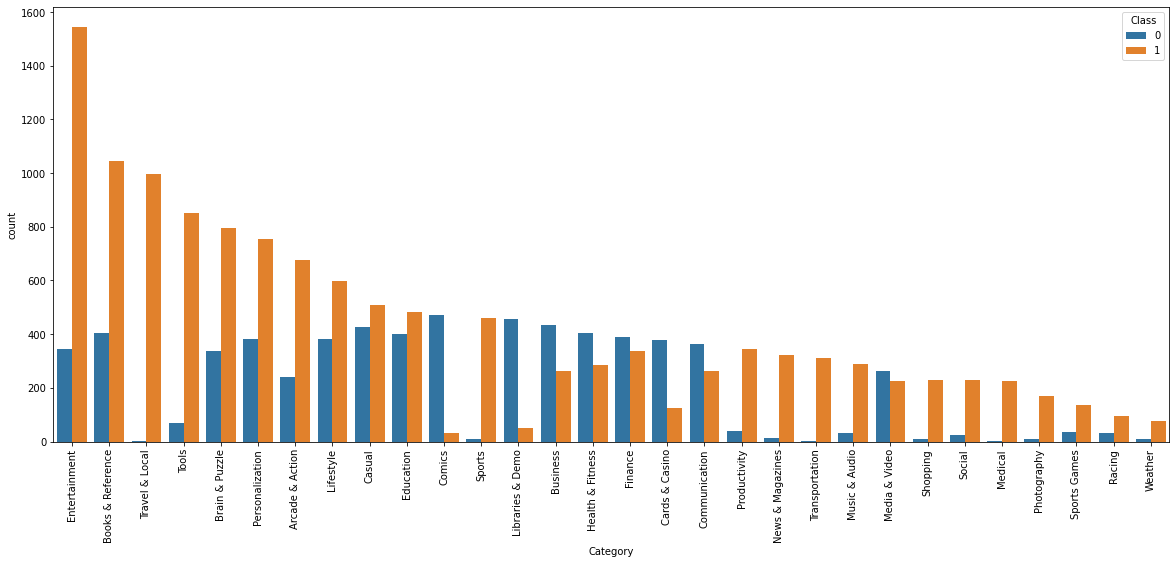 1600
1400
1200
1000
800
600
400
200
0
count
Class
0
1
Entertainment
Books & Reference
Travel & Local
Tools
Brain & Puzzle
Personalization
Arcade & Action
Lifestyle
Casual
Education
Comics
Sports
Libraries & Demo
Business
Health & Fitness
Finance
Cards & Casino
Communication
Productivity
News & Magazines
Transportation
Music & Audio
Media & Video
Shopping
Social
Medical
Photography
Sports Games
Racing
Weather
Category